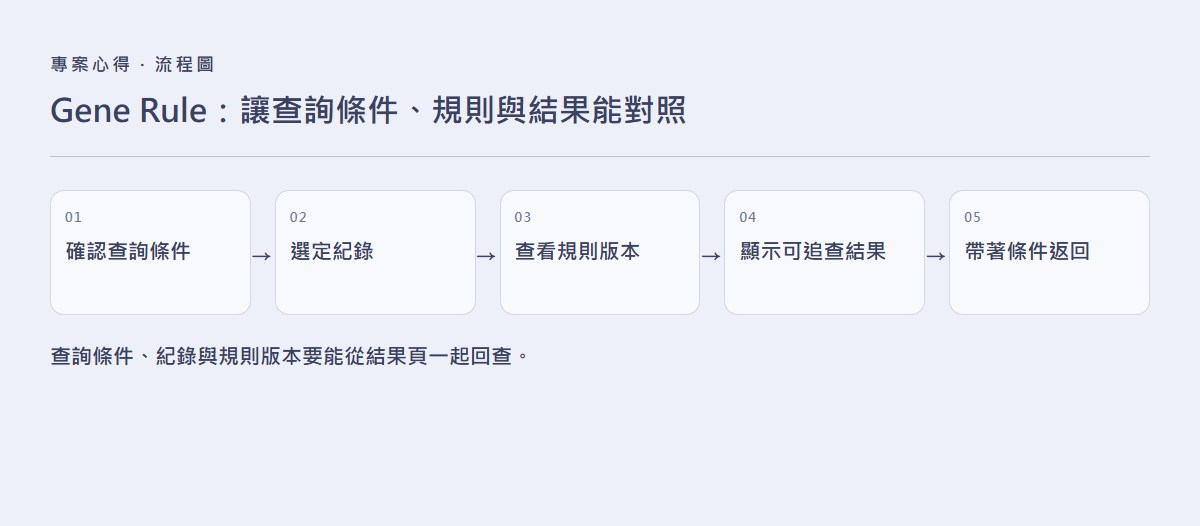 專案心得 · 流程圖
Gene Rule：讓查詢條件、規則與結果能對照
01
確認查詢條件
→
02
選定紀錄
→
03
查看規則版本
→
04
顯示可追查結果
→
05
帶著條件返回
查詢條件、紀錄與規則版本要能從結果頁一起回查。